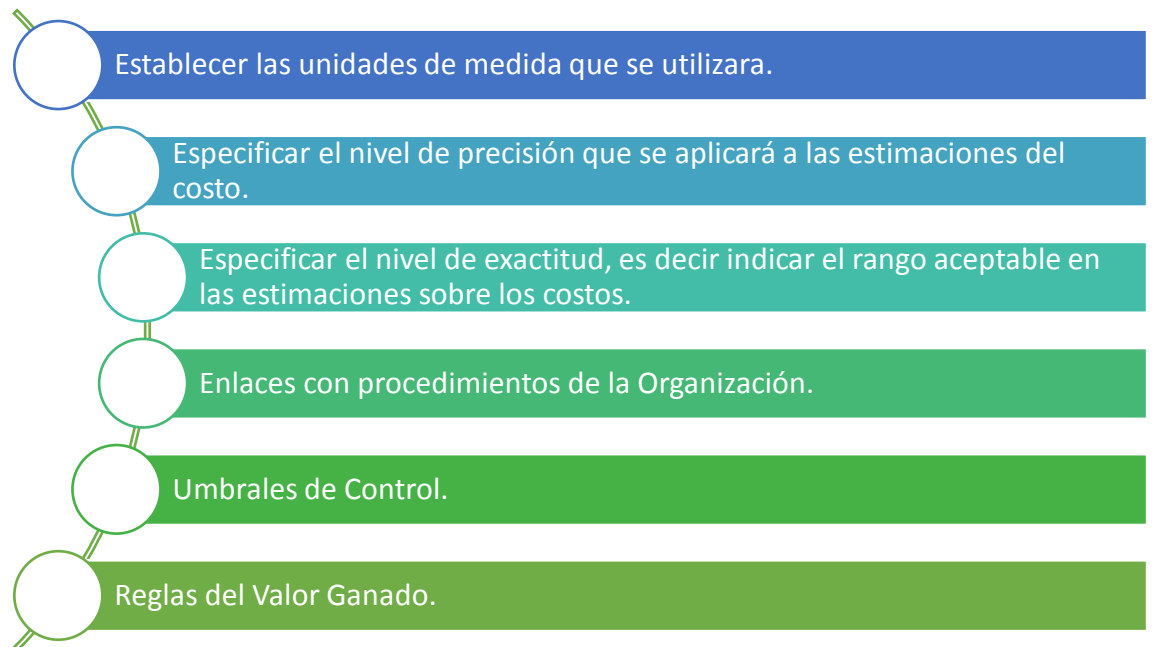 Establecer las unidades de medida que se utilizara.
Especificar el nivel de precisión que se aplicará a las estimaciones del
costo.
Especificar el nivel de exactitud, es decir indicar el rango aceptable en
las estimaciones sobre los costos.
Enlaces con procedimientos de la Organización.
Umbrales de Control.
Reglas del Valor Ganado.